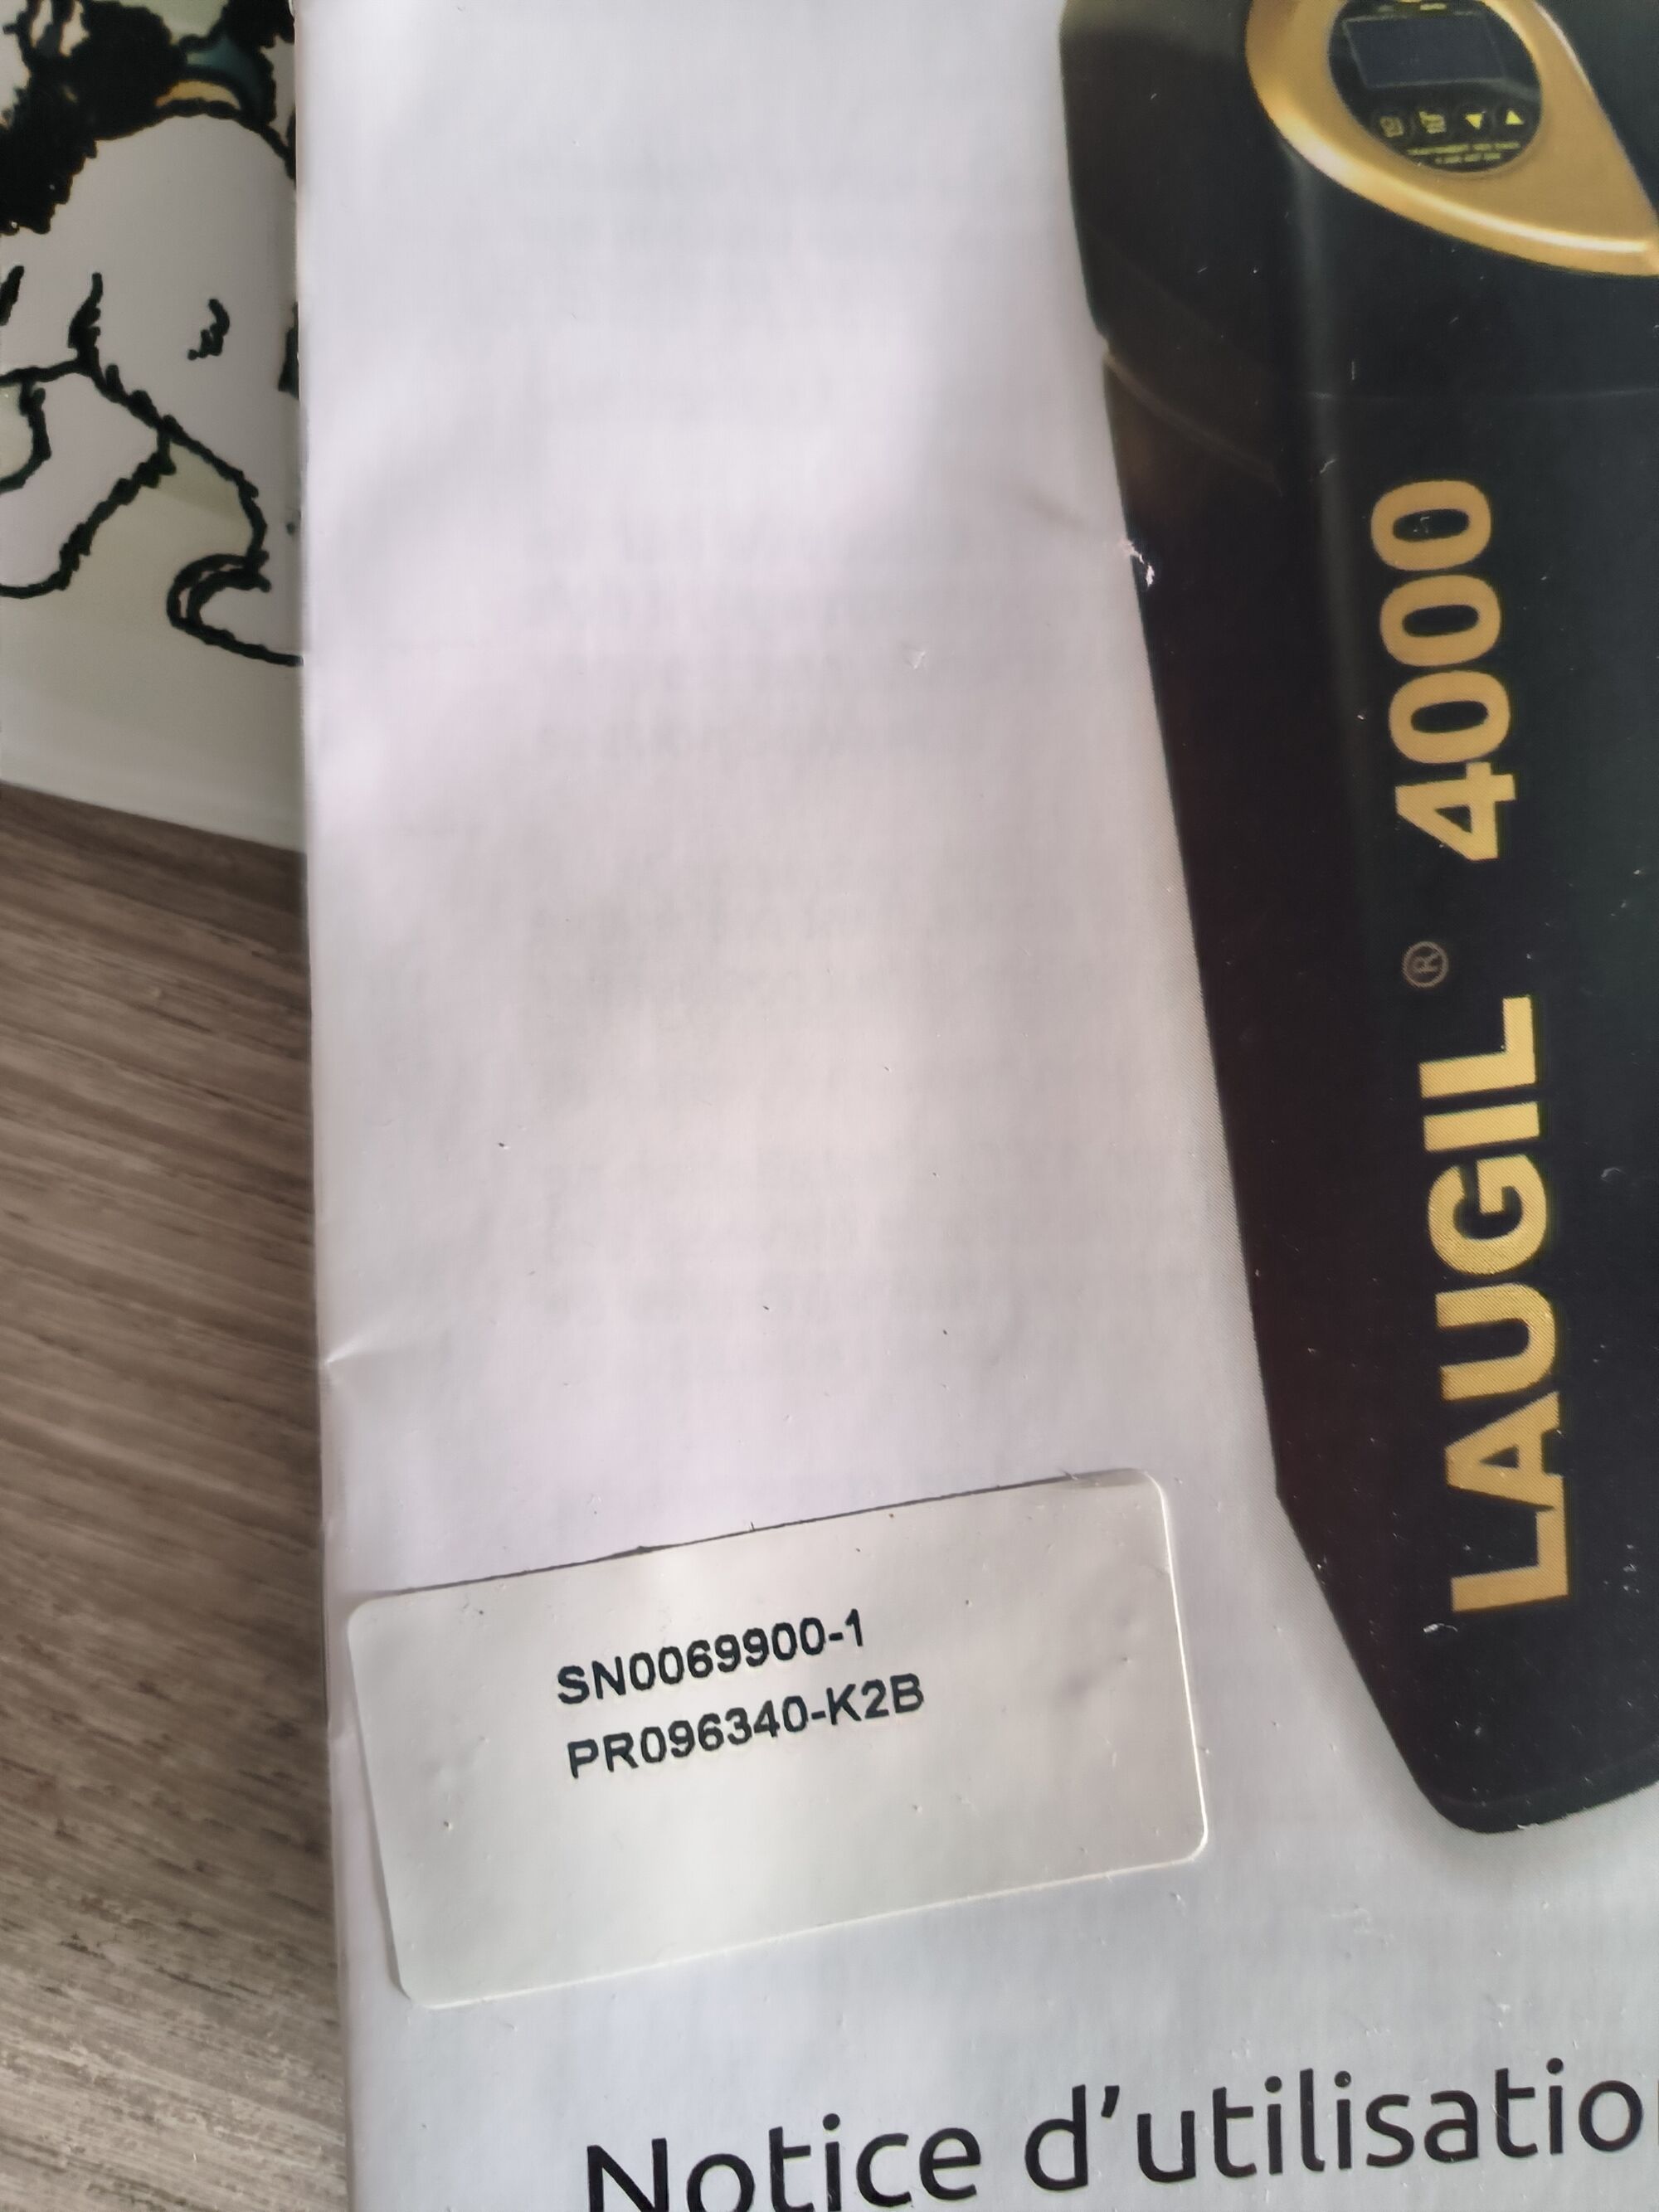 LAUGIL® 4000
SN0069900-1
PR096340-K2B
Notice d'utilisatio